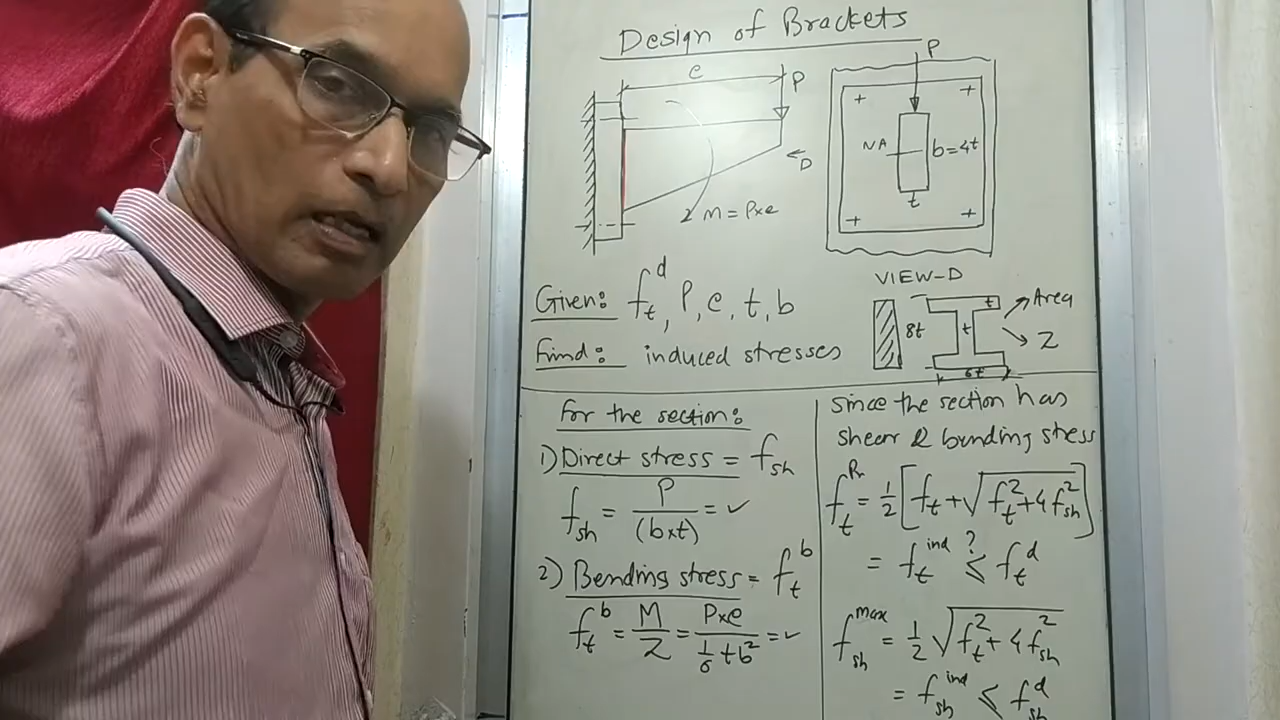 Design of Brackets
e
P
D
M = P×e
P
+ +
NA b=4t
t
+ +
VIEW-D
Given: f_t^d, P, e, t, b
Find: induced stresses
8t
t
t
6t
Area
Z
For the section:
1) Direct stress = f_sh
f_sh = P/(b×t) = ✓
2) Bending stress = f_t^b
f_t^b = M/Z = P×e/(1/6 tb²) = ✓
Since the section has
shear & bending stress
f_t^Pr = 1/2 [f_t + √(f_t² + 4f_sh²)]
= f_t^ind ?≤ f_t^d
f_sh^max = 1/2 √(f_t² + 4f_sh²)
= f_sh^ind ≤ f_sh^d